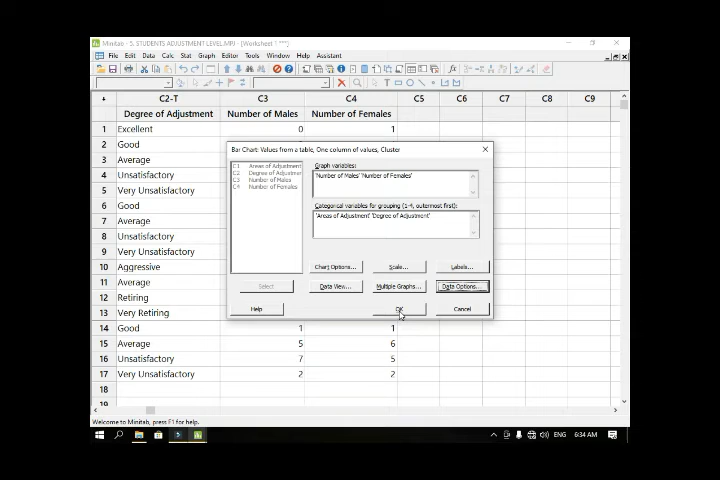 Minitab - 5. STUDENTS ADJUSTMENT LEVEL.MPJ - [Worksheet 1 ***]
File Edit Data Calc Stat Graph Editor Tools Window Help Assistant
C2-T C3 C4 C5 C6 C7 C8 C9
Degree of Adjustment Number of Males Number of Females
1 Excellent 0 1
2 Good
3 Average
4 Unsatisfactory
5 Very Unsatisfactory
6 Good
7 Average
8 Unsatisfactory
9 Very Unsatisfactory
10 Aggressive
11 Average
12 Retiring
13 Very Retiring
14 Good 1 1
15 Average 5 6
16 Unsatisfactory 7 5
17 Very Unsatisfactory 2 2
18
19
Bar Chart: Values from a table, One column of values, Cluster
C1 Areas of Adjustment
C2 Degree of Adjustmer
C3 Number of Males
C4 Number of Females
Graph variables:
'Number of Males' 'Number of Females'
Categorical variables for grouping (1-4, outermost first):
'Areas of Adjustment' 'Degree of Adjustment'
Chart Options... Scale... Labels...
Select Data View... Multiple Graphs... Data Options...
Help OK Cancel
Welcome to Minitab, press F1 for help.
ENG 6:34 AM